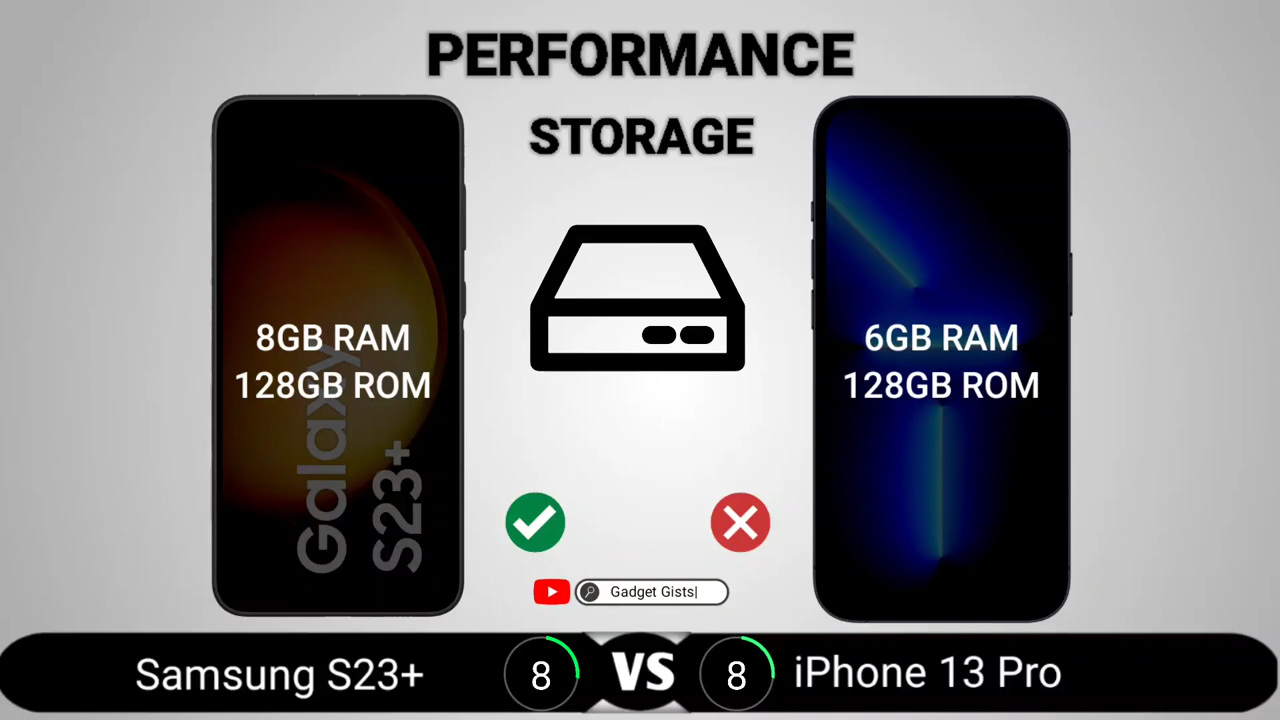 PERFORMANCE
STORAGE
8GB RAM
128GB ROM
Galaxy
S23+
6GB RAM
128GB ROM
Gadget Gists|
Samsung S23+
8
VS
8
iPhone 13 Pro